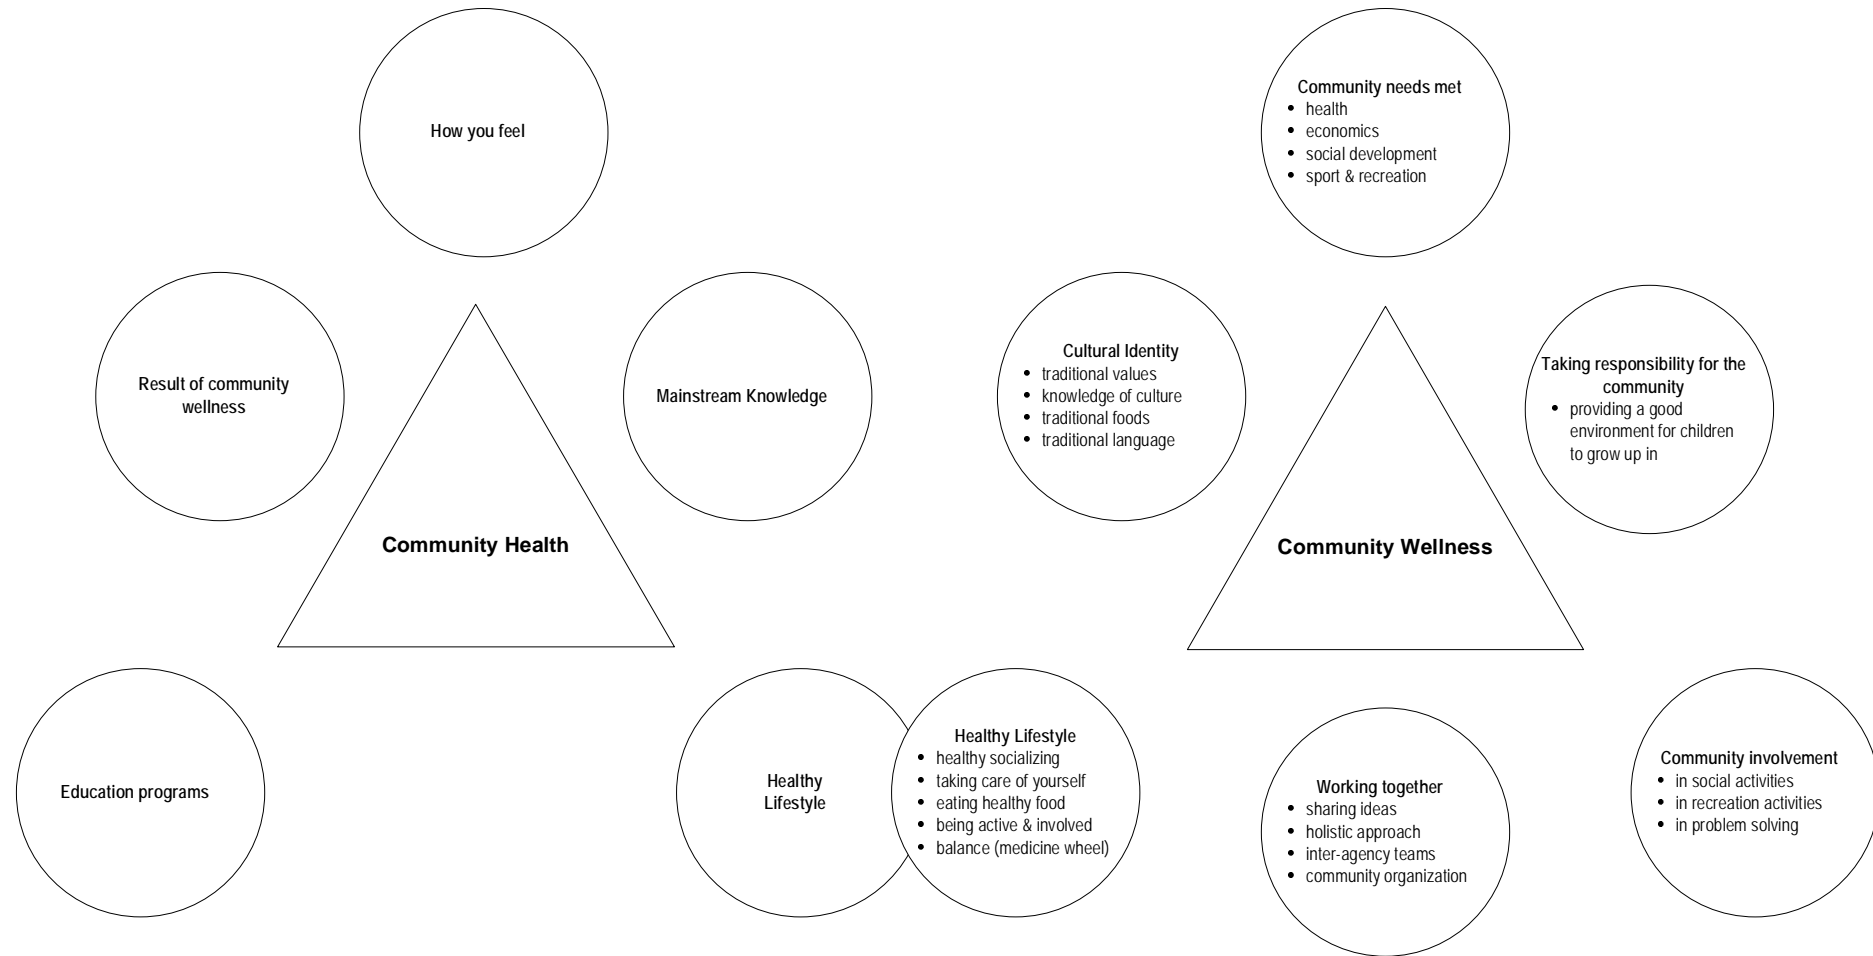 How you feel
Result of community
wellness
Mainstream Knowledge
Community Health
Education programs
Healthy
Lifestyle
Community needs met
• health
• economics
• social development
• sport & recreation
Cultural Identity
• traditional values
• knowledge of culture
• traditional foods
• traditional language
Taking responsibility for the
community
• providing a good
environment for children
to grow up in
Community Wellness
Healthy Lifestyle
• healthy socializing
• taking care of yourself
• eating healthy food
• being active & involved
• balance (medicine wheel)
Working together
• sharing ideas
• holistic approach
• inter-agency teams
• community organization
Community involvement
• in social activities
• in recreation activities
• in problem solving